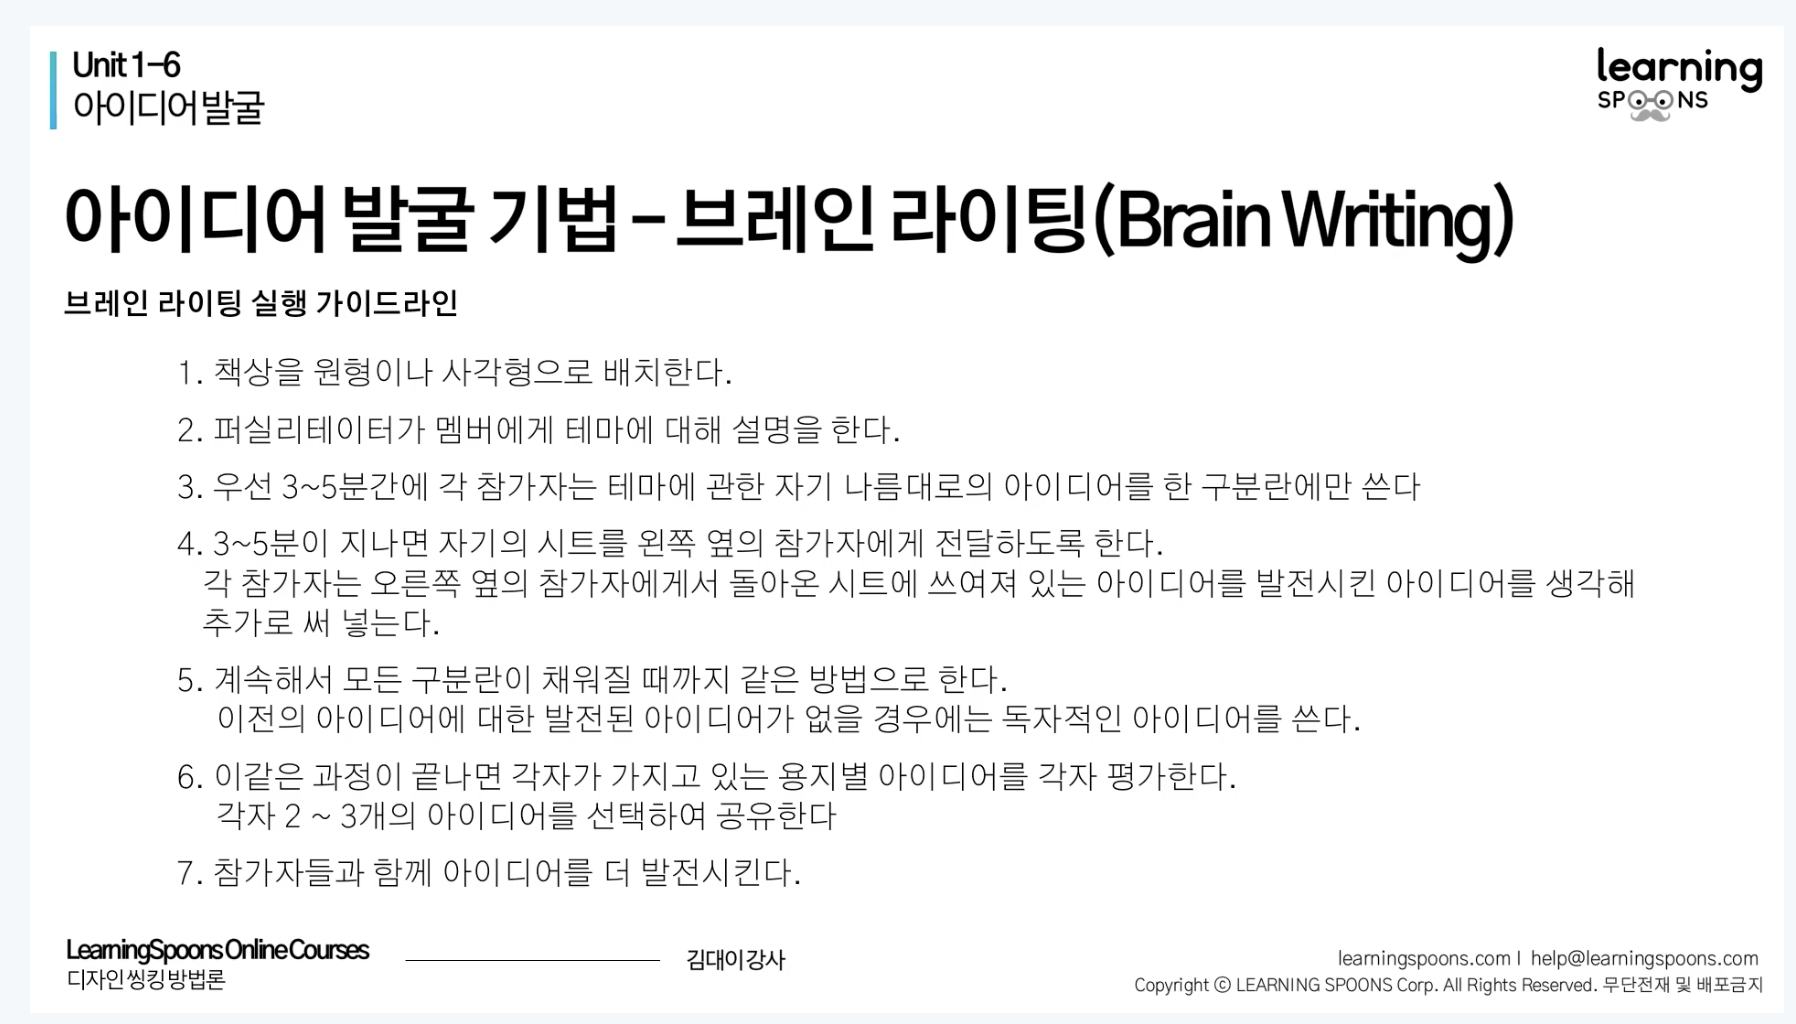 Unit 1-6
아이디어 발굴
learning
SPOONS
아이디어 발굴 기법 – 브레인 라이팅(Brain Writing)
브레인 라이팅 실행 가이드라인
1. 책상을 원형이나 사각형으로 배치한다.
2. 퍼실리테이터가 멤버에게 테마에 대해 설명을 한다.
3. 우선 3~5분간에 각 참가자는 테마에 관한 자기 나름대로의 아이디어를 한 구분란에만 쓴다
4. 3~5분이 지나면 자기의 시트를 왼쪽 옆의 참가자에게 전달하도록 한다.
각 참가자는 오른쪽 옆의 참가자에게서 돌아온 시트에 쓰여져 있는 아이디어를 발전시킨 아이디어를 생각해
추가로 써 넣는다.
5. 계속해서 모든 구분란이 채워질 때까지 같은 방법으로 한다.
이전의 아이디어에 대한 발전된 아이디어가 없을 경우에는 독자적인 아이디어를 쓴다.
6. 이같은 과정이 끝나면 각자가 가지고 있는 용지별 아이디어를 각자 평가한다.
각자 2 ~ 3개의 아이디어를 선택하여 공유한다
7. 참가자들과 함께 아이디어를 더 발전시킨다.
LearningSpoons Online Courses
디자인 씽킹 방법론
김대이 강사
learningspoons.com I help@learningspoons.com
Copyright ⓒ LEARNING SPOONS Corp. All Rights Reserved. 무단전재 및 배포금지